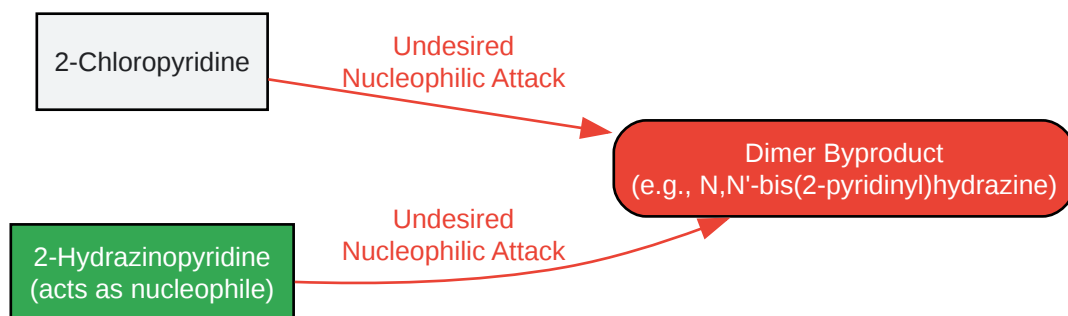 2-Chloropyridine
Undesired
Nucleophilic Attack
Dimer Byproduct
(e.g., N,N'-bis(2-pyridinyl)hydrazine)
Undesired
Nucleophilic Attack
2-Hydrazinopyridine
(acts as nucleophile)